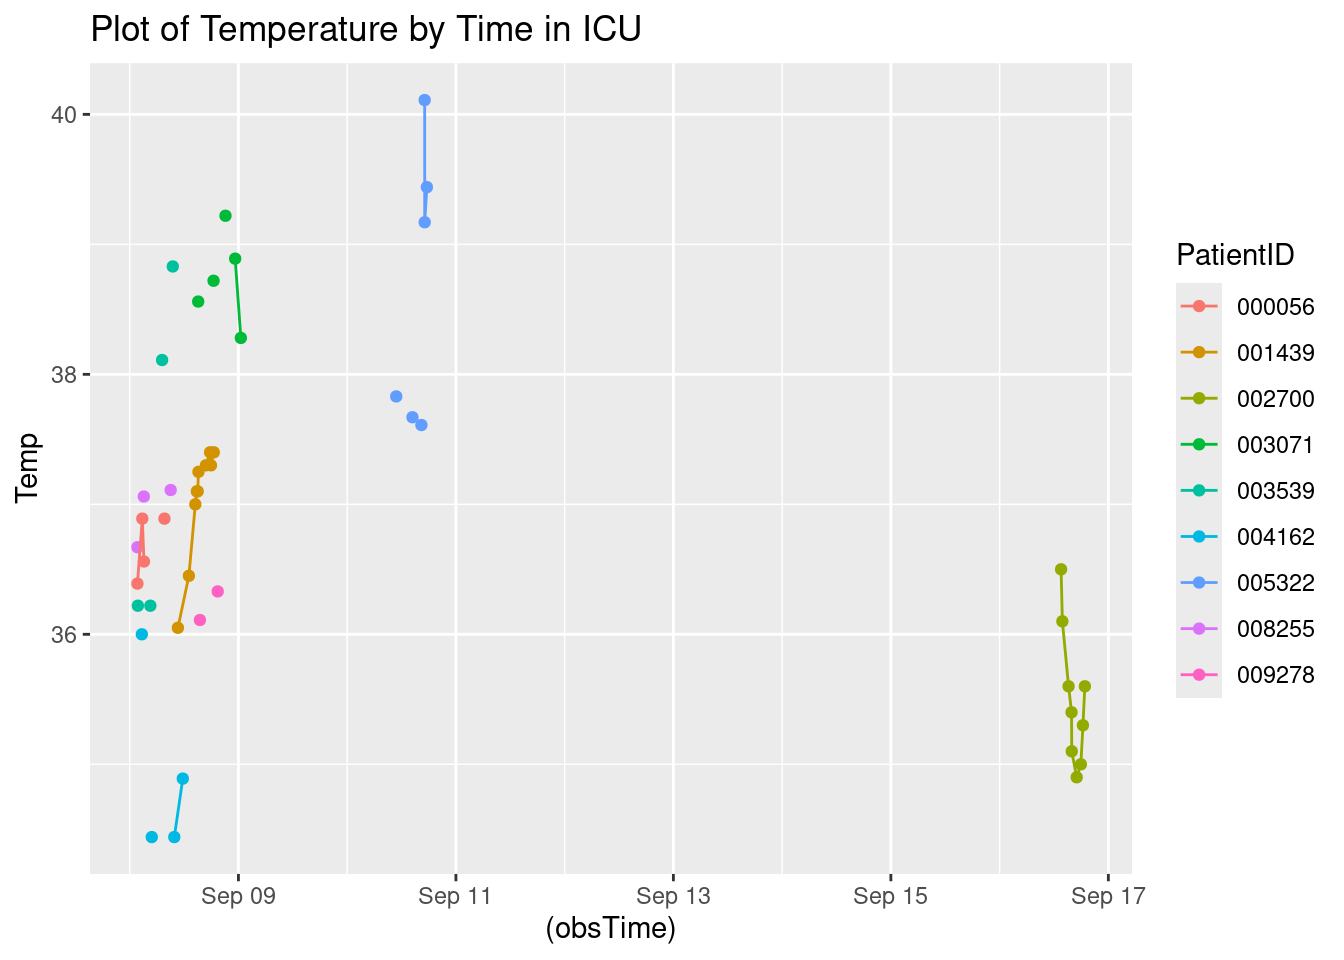 Plot of Temperature by Time in ICU
Temp
40
38
36
Sep 09 Sep 11 Sep 13 Sep 15 Sep 17
(obsTime)
PatientID
000056
001439
002700
003071
003539
004162
005322
008255
009278